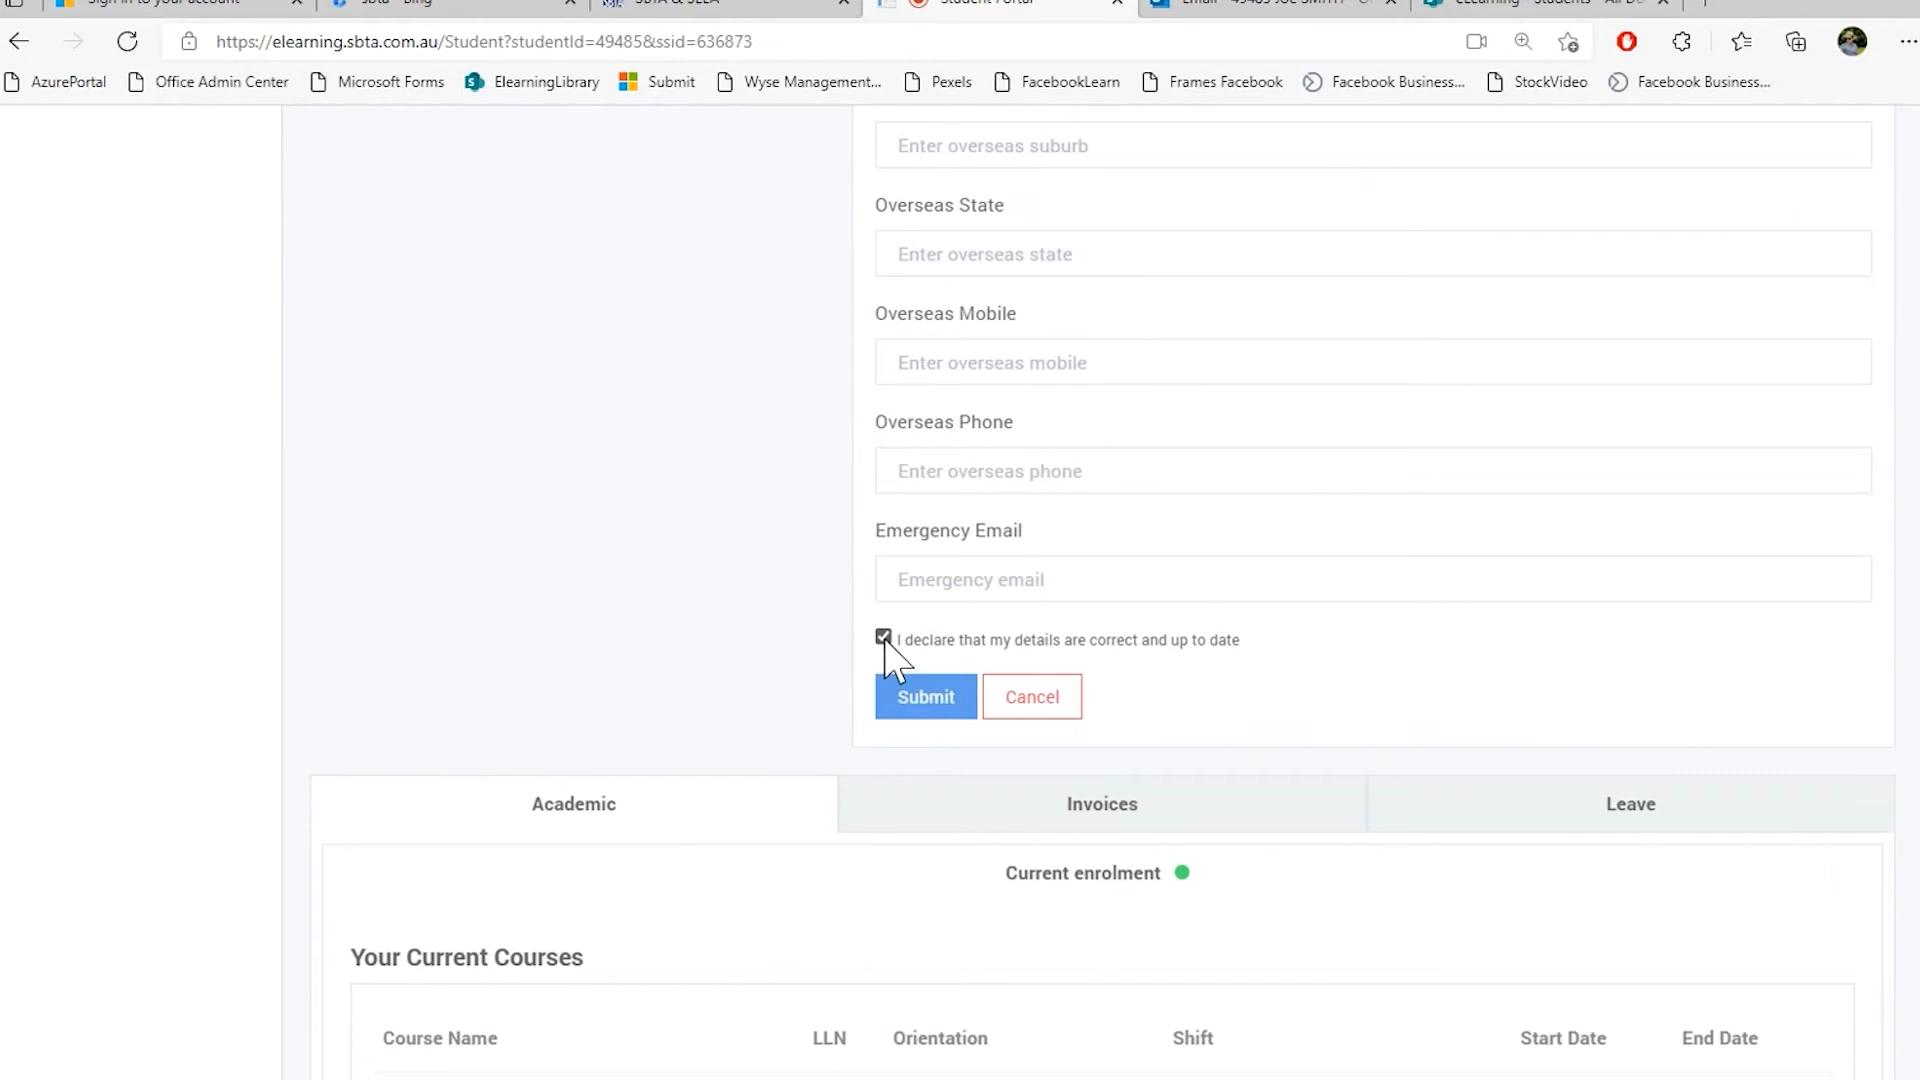 https://elearning.sbta.com.au/Student?studentId=49485&ssid=636873
AzurePortal Office Admin Center Microsoft Forms ElearningLibrary Submit Wyse Management... Pexels FacebookLearn Frames Facebook Facebook Business... StockVideo Facebook Business...
Enter overseas suburb
Overseas State
Enter overseas state
Overseas Mobile
Enter overseas mobile
Overseas Phone
Enter overseas phone
Emergency Email
Emergency email
I declare that my details are correct and up to date
Submit Cancel
Academic Invoices Leave
Current enrolment
Your Current Courses
Course Name LLN Orientation Shift Start Date End Date